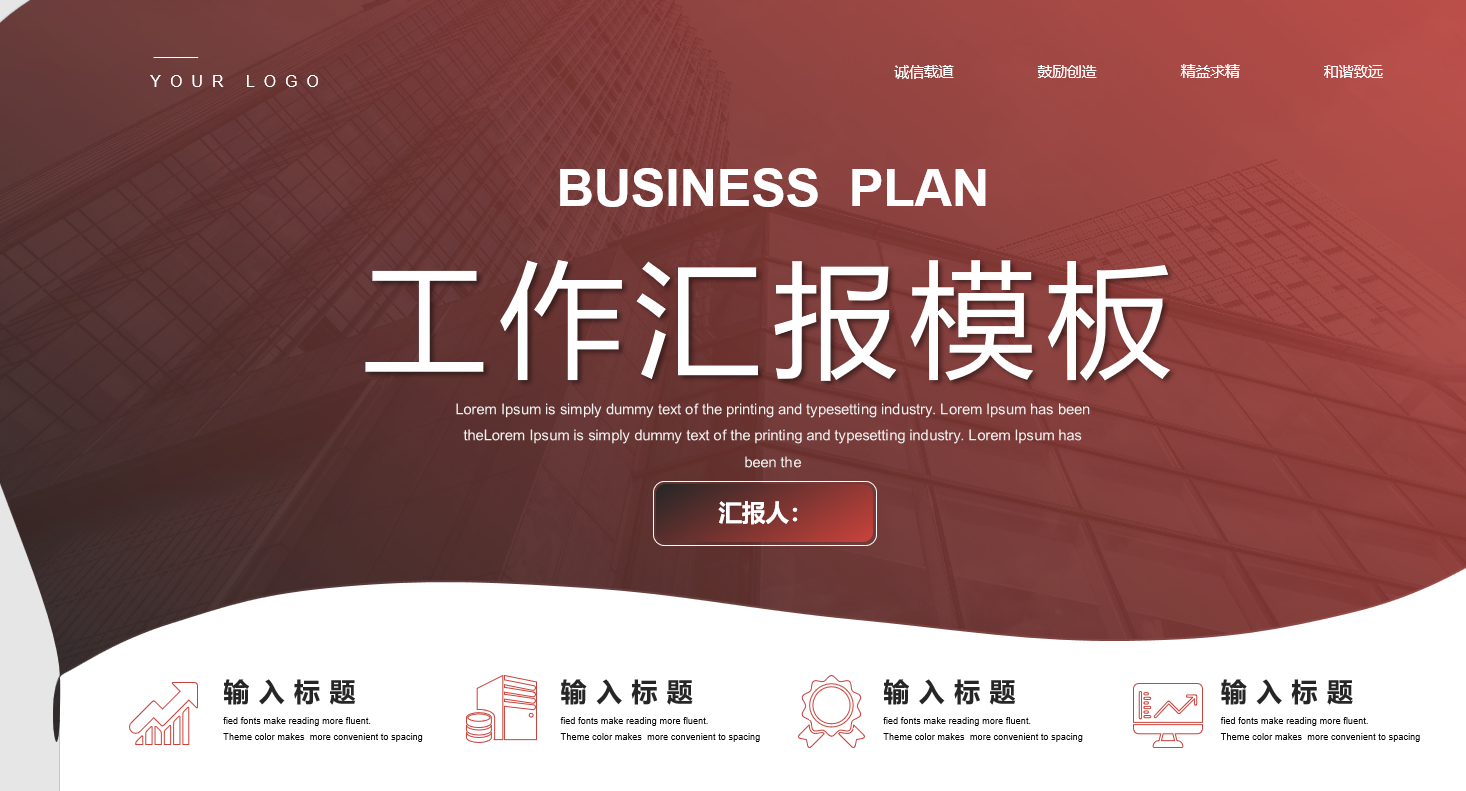 YOUR LOGO
诚信载道 鼓励创造 精益求精 和谐致远
BUSINESS PLAN
工作汇报模板
Lorem Ipsum is simply dummy text of the printing and typesetting industry. Lorem Ipsum has been
theLorem Ipsum is simply dummy text of the printing and typesetting industry. Lorem Ipsum has
been the
汇报人：
输入标题
fied fonts make reading more fluent.
Theme color makes  more convenient to spacing
输入标题
fied fonts make reading more fluent.
Theme color makes  more convenient to spacing
输入标题
fied fonts make reading more fluent.
Theme color makes  more convenient to spacing
输入标题
fied fonts make reading more fluent.
Theme color makes  more convenient to spacing